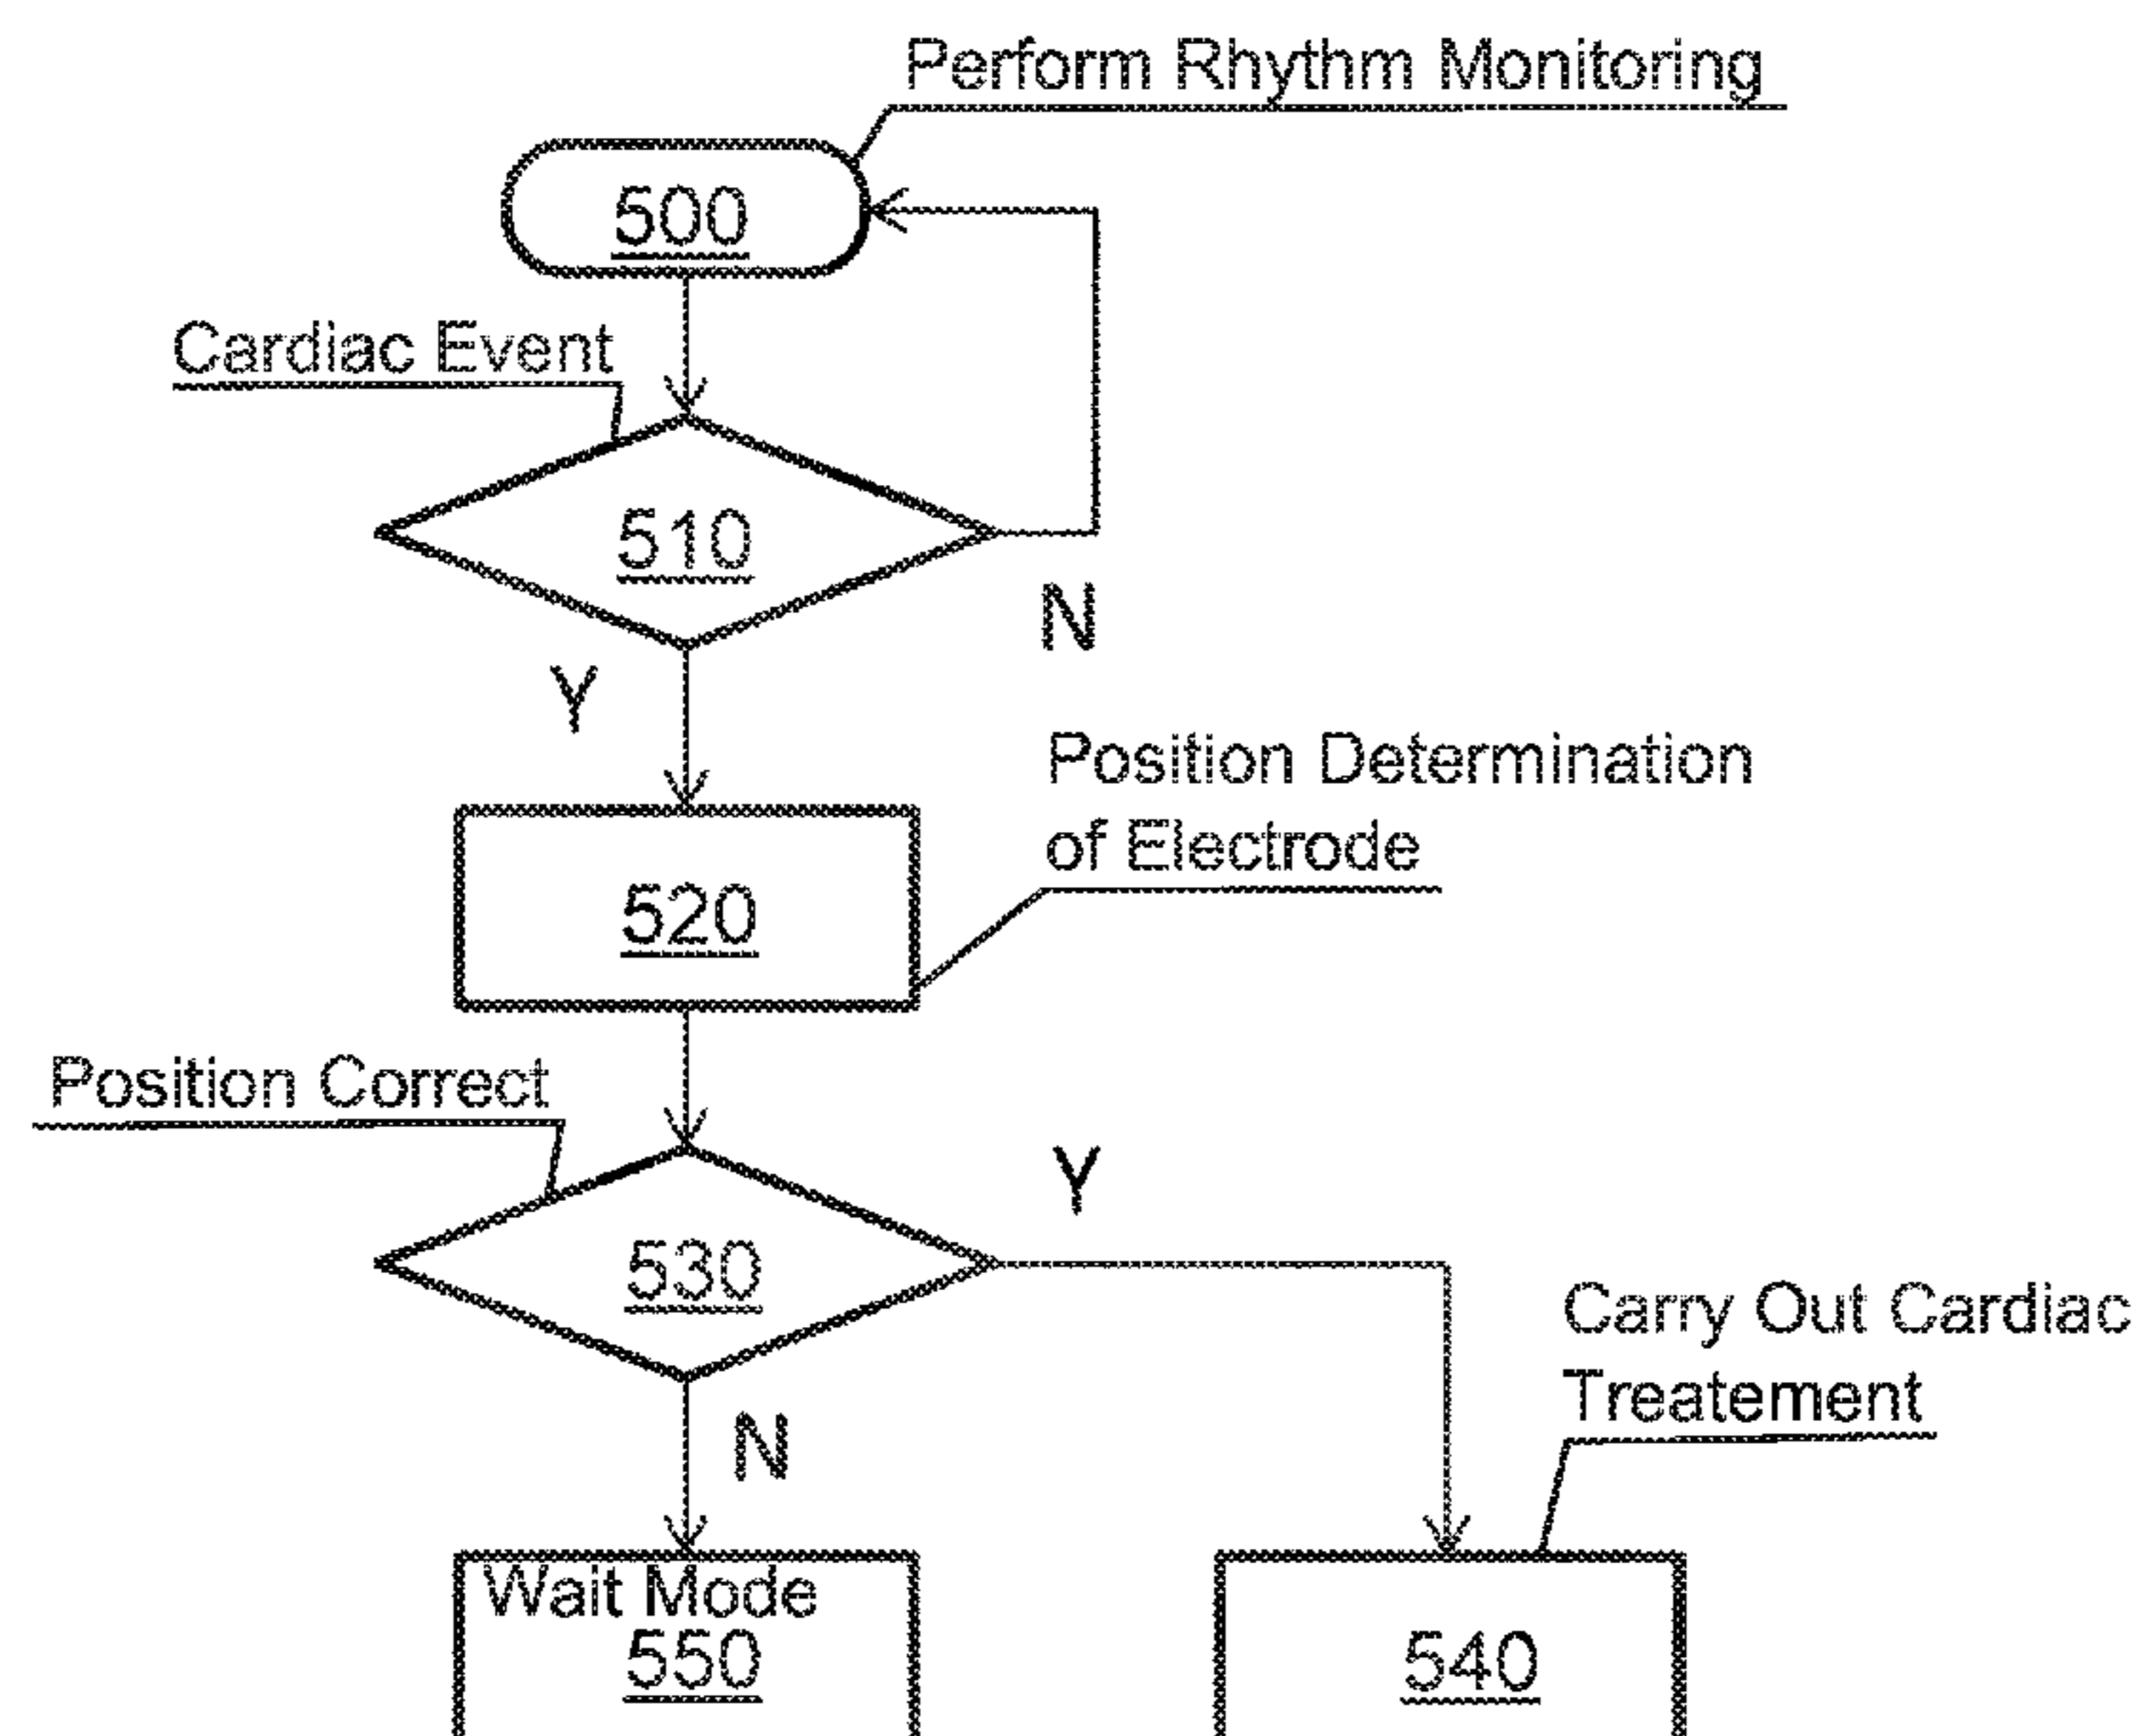 Perform Rhythm Monitoring
500
Cardiac Event
510
N
Y
Position Determination
of Electrode
520
Position Correct
Y
530
Carry Out Cardiac
Treatement
N
Wait Mode
550
540